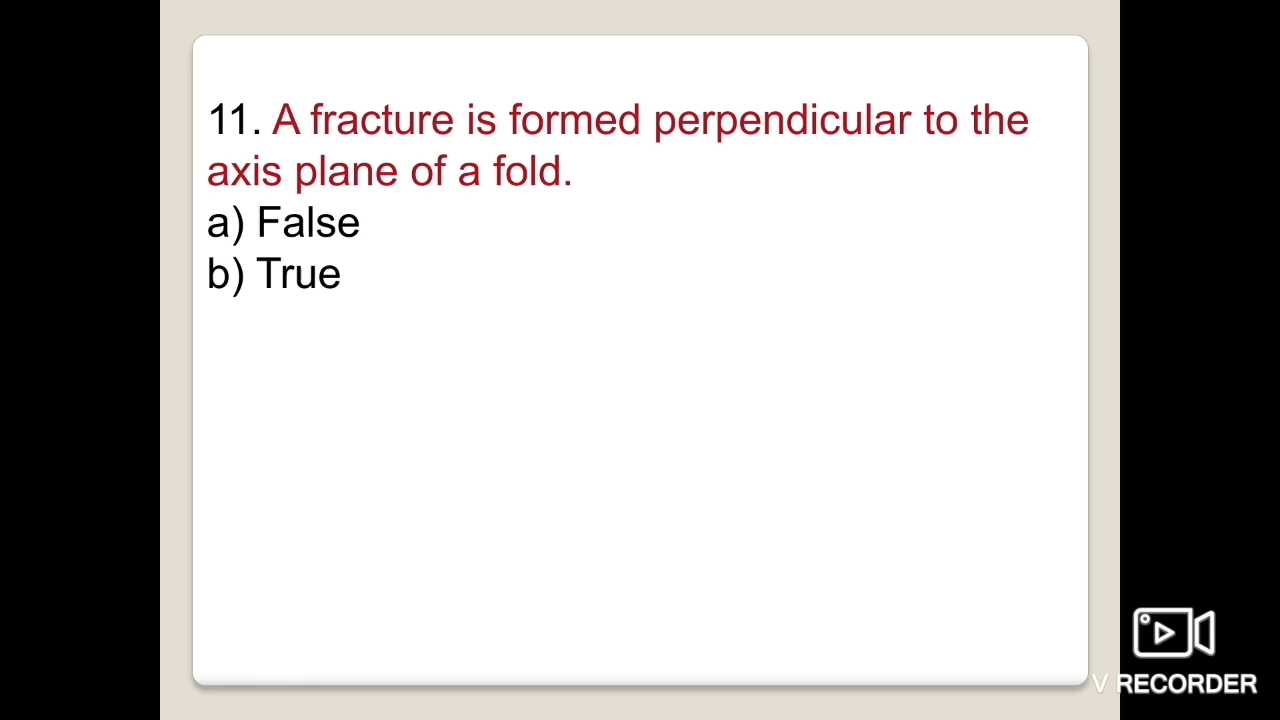 11. A fracture is formed perpendicular to the
axis plane of a fold.
a) False
b) True
V RECORDER